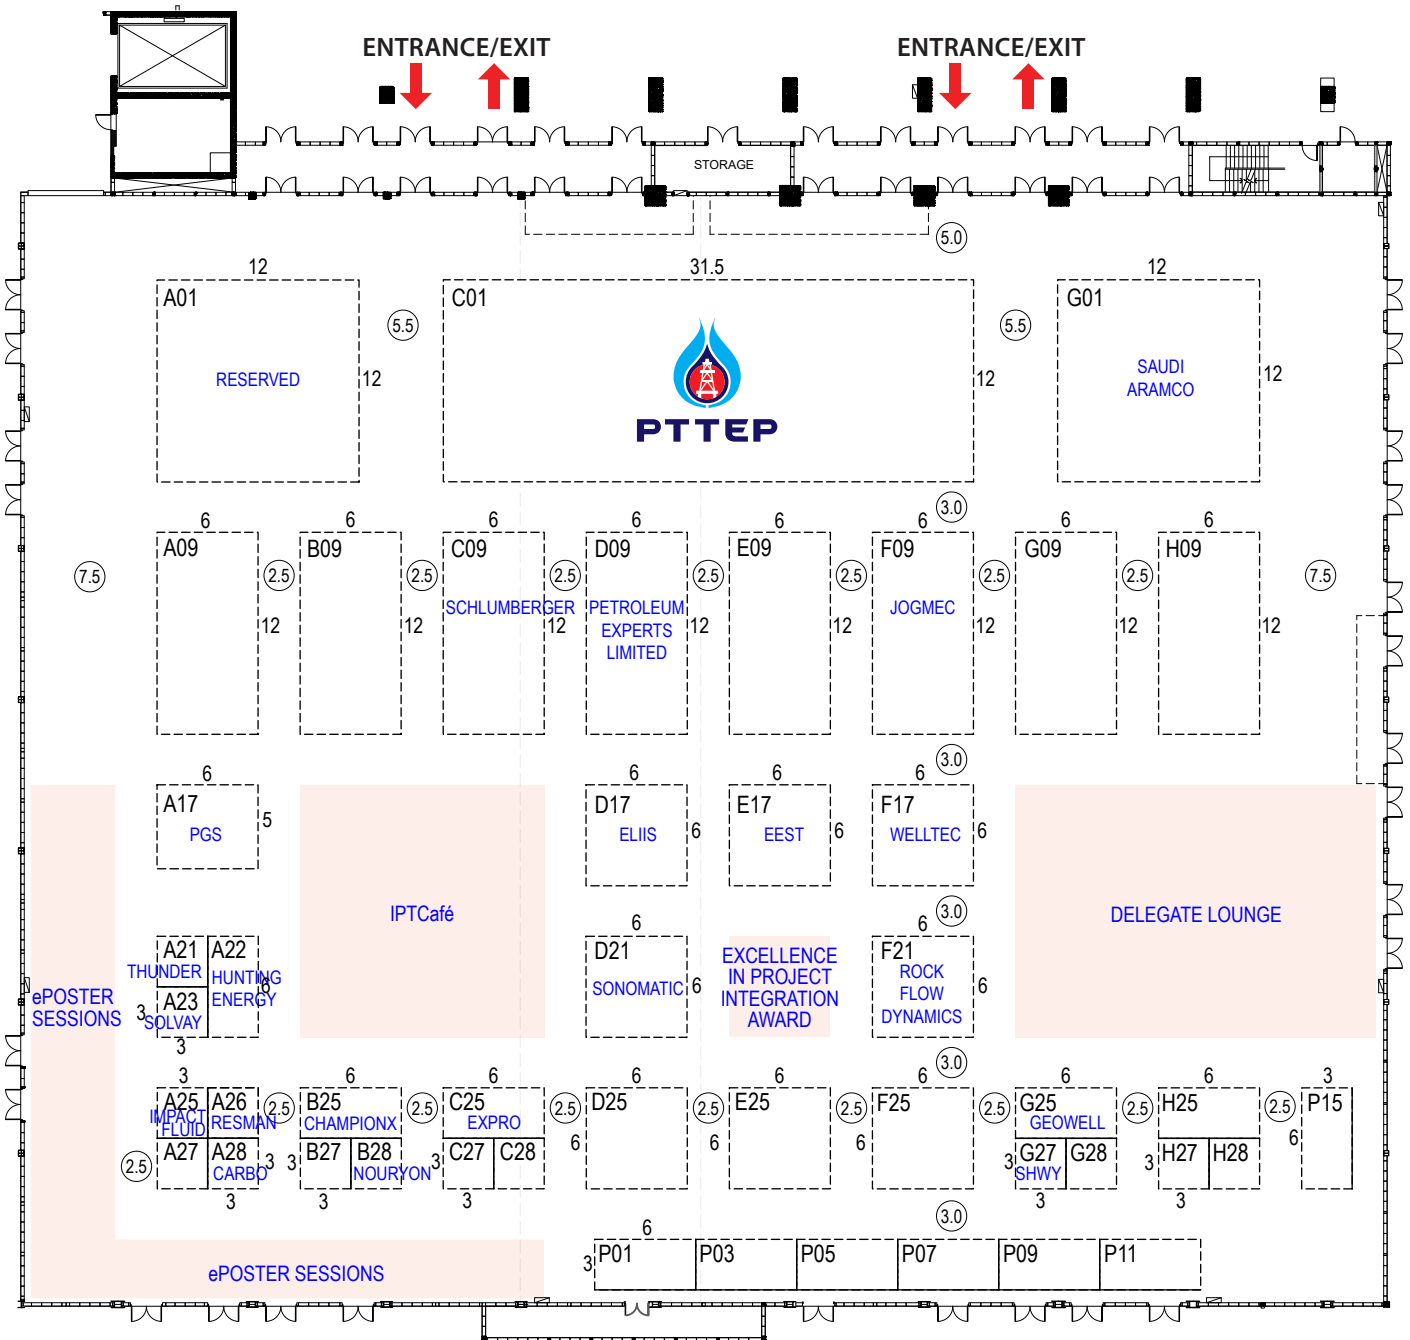 ENTRANCE/EXIT
ENTRANCE/EXIT
STORAGE
5.0
12
31.5
12
A01
C01
G01
5.5
5.5
RESERVED
12
PTTEP
12
SAUDI
ARAMCO
12
3.0
6
6
6
6
6
6
6
6
A09
B09
C09
D09
E09
F09
G09
H09
7.5
2.5
2.5
2.5
2.5
2.5
2.5
2.5
7.5
SCHLUMBERGER
PETROLEUM
EXPERTS
LIMITED
JOGMEC
12
12
12
12
12
12
12
12
3.0
6
6
6
6
A17
PGS
5
D17
ELIIS
6
E17
EEST
6
F17
WELLTEC
6
IPTCafé
DELEGATE LOUNGE
3.0
6
6
A21
THUNDER
A22
HUNTING
ENERGY
6
A23
SOLVAY
3
3
D21
SONOMATIC
6
EXCELLENCE
IN PROJECT
INTEGRATION
AWARD
F21
ROCK
FLOW
DYNAMICS
6
ePOSTER
SESSIONS
3.0
3
6
6
6
6
6
6
6
3
A25
IMPACT
FLUID
A26
RESMAN
2.5
B25
CHAMPIONX
2.5
C25
EXPRO
2.5
D25
6
2.5
E25
6
2.5
F25
6
2.5
G25
GEOWELL
2.5
H25
2.5
P15
6
2.5
A27
A28
CARBO
3
3
3
B27
B28
NOURYON
3
3
C27
C28
3
3
G27
SHWY
G28
3
3
H27
H28
3
3.0
6
3
P01
P03
P05
P07
P09
P11
ePOSTER SESSIONS